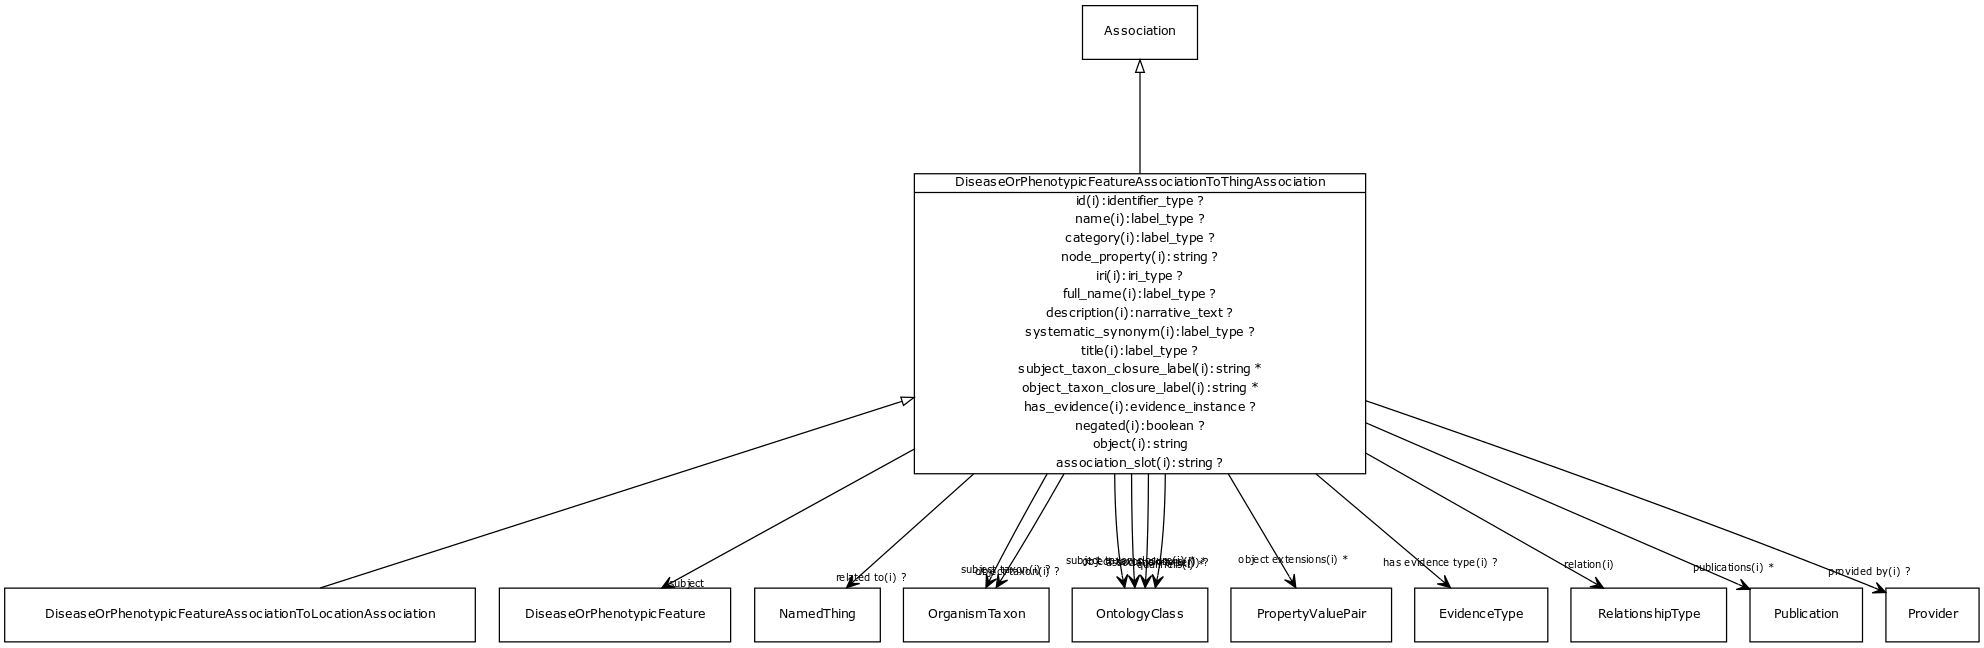 Association
DiseaseOrPhenotypicFeatureAssociationToThingAssociation
id(i):identifier_type ?
name(i):label_type ?
category(i):label_type ?
node_property(i):string ?
iri(i):iri_type ?
full_name(i):label_type ?
description(i):narrative_text ?
systematic_synonym(i):label_type ?
title(i):label_type ?
subject_taxon_closure_label(i):string *
object_taxon_closure_label(i):string *
has_evidence(i):evidence_instance ?
negated(i):boolean ?
object(i):string
association_slot(i):string ?
subject
related to(i) ?
subject taxon(i) ?
object taxon(i) ?
object extensions(i) *
has evidence type(i) ?
relation(i)
publications(i) *
provided by(i) ?
DiseaseOrPhenotypicFeatureAssociationToLocationAssociation
DiseaseOrPhenotypicFeature
NamedThing
OrganismTaxon
OntologyClass
PropertyValuePair
EvidenceType
RelationshipType
Publication
Provider